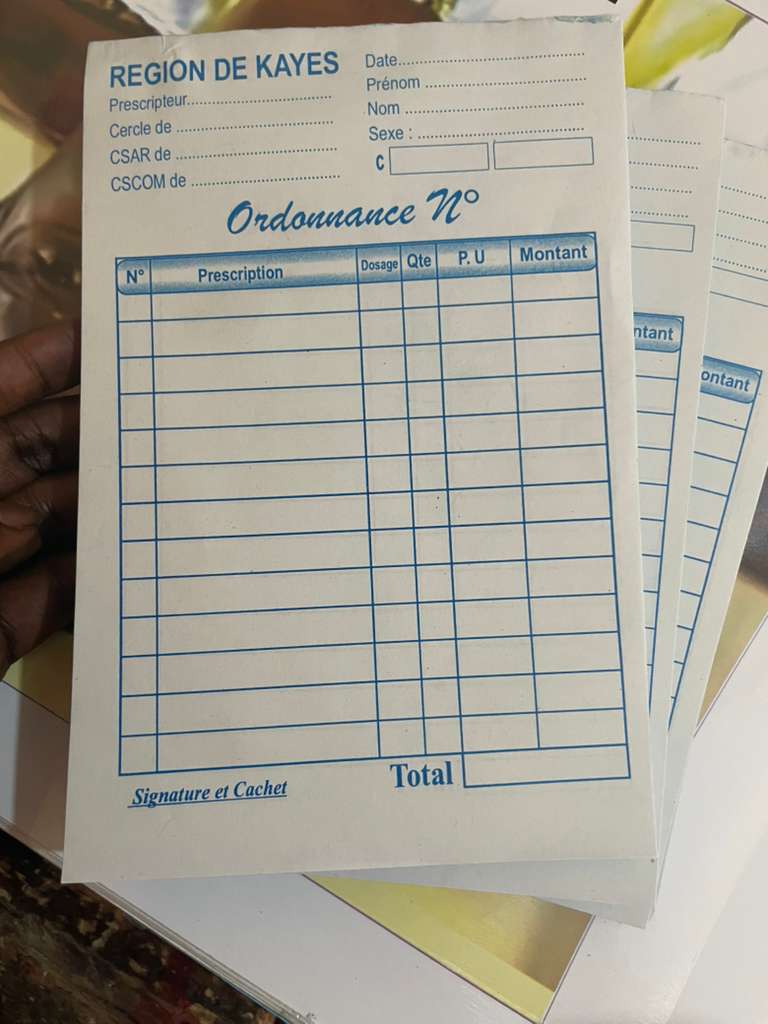 REGION DE KAYES
Prescripteur..............................
Cercle de ..............................
CSAR de ..............................
CSCOM de ..............................
Date..............................
Prénom ..............................
Nom ..............................
Sexe : ..............................
C
Ordonnance N°
N° Prescription Dosage Qte P. U Montant
Total
Signature et Cachet
ntant
ontant